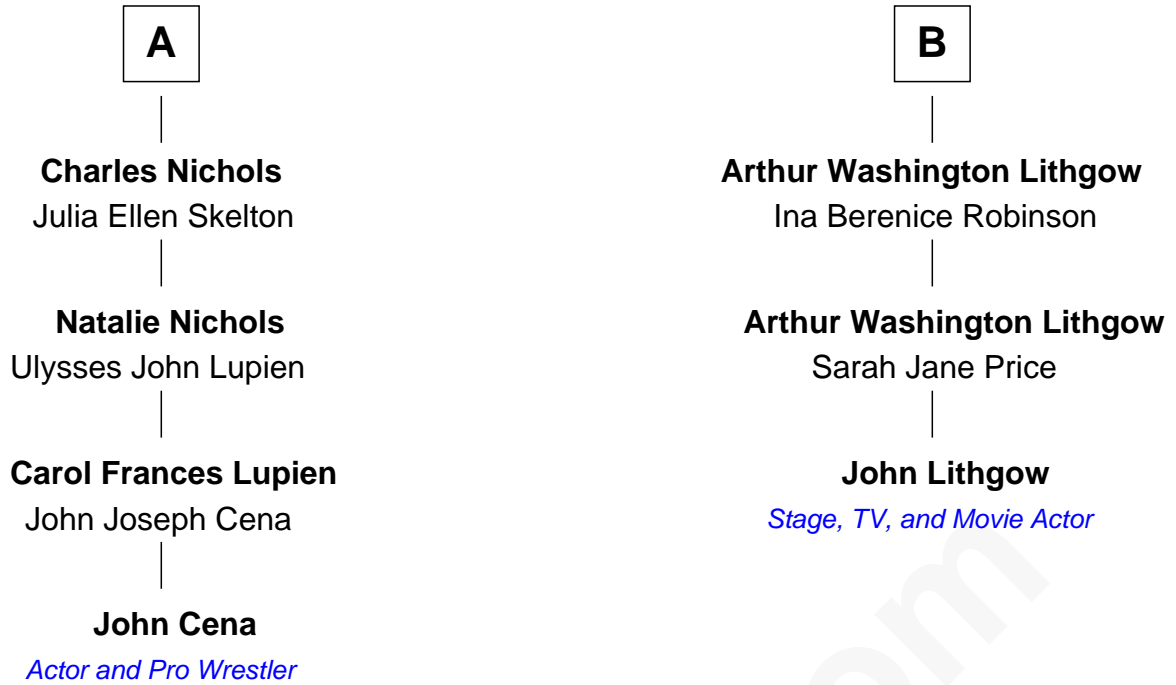 A
Charles Nichols
Julia Ellen Skelton
Natalie Nichols
Ulysses John Lupien
Carol Frances Lupien
John Joseph Cena
John Cena
Actor and Pro Wrestler
B
Arthur Washington Lithgow
Ina Berenice Robinson
Arthur Washington Lithgow
Sarah Jane Price
John Lithgow
Stage, TV, and Movie Actor
om